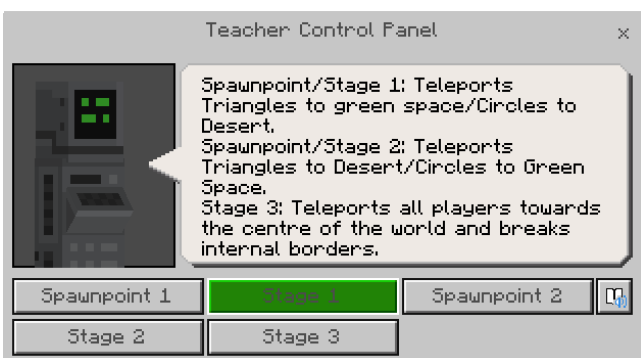 Teacher Control Panel
Spawnpoint/Stage 1: Teleports
Triangles to green space/Circles to
Desert.
Spawnpoint/Stage 2: Teleports
Triangles to Desert/Circles to Green
Space.
Stage 3: Teleports all players towards
the centre of the world and breaks
internal borders.
Spawnpoint 1
Stage 1
Spawnpoint 2
Stage 2
Stage 3